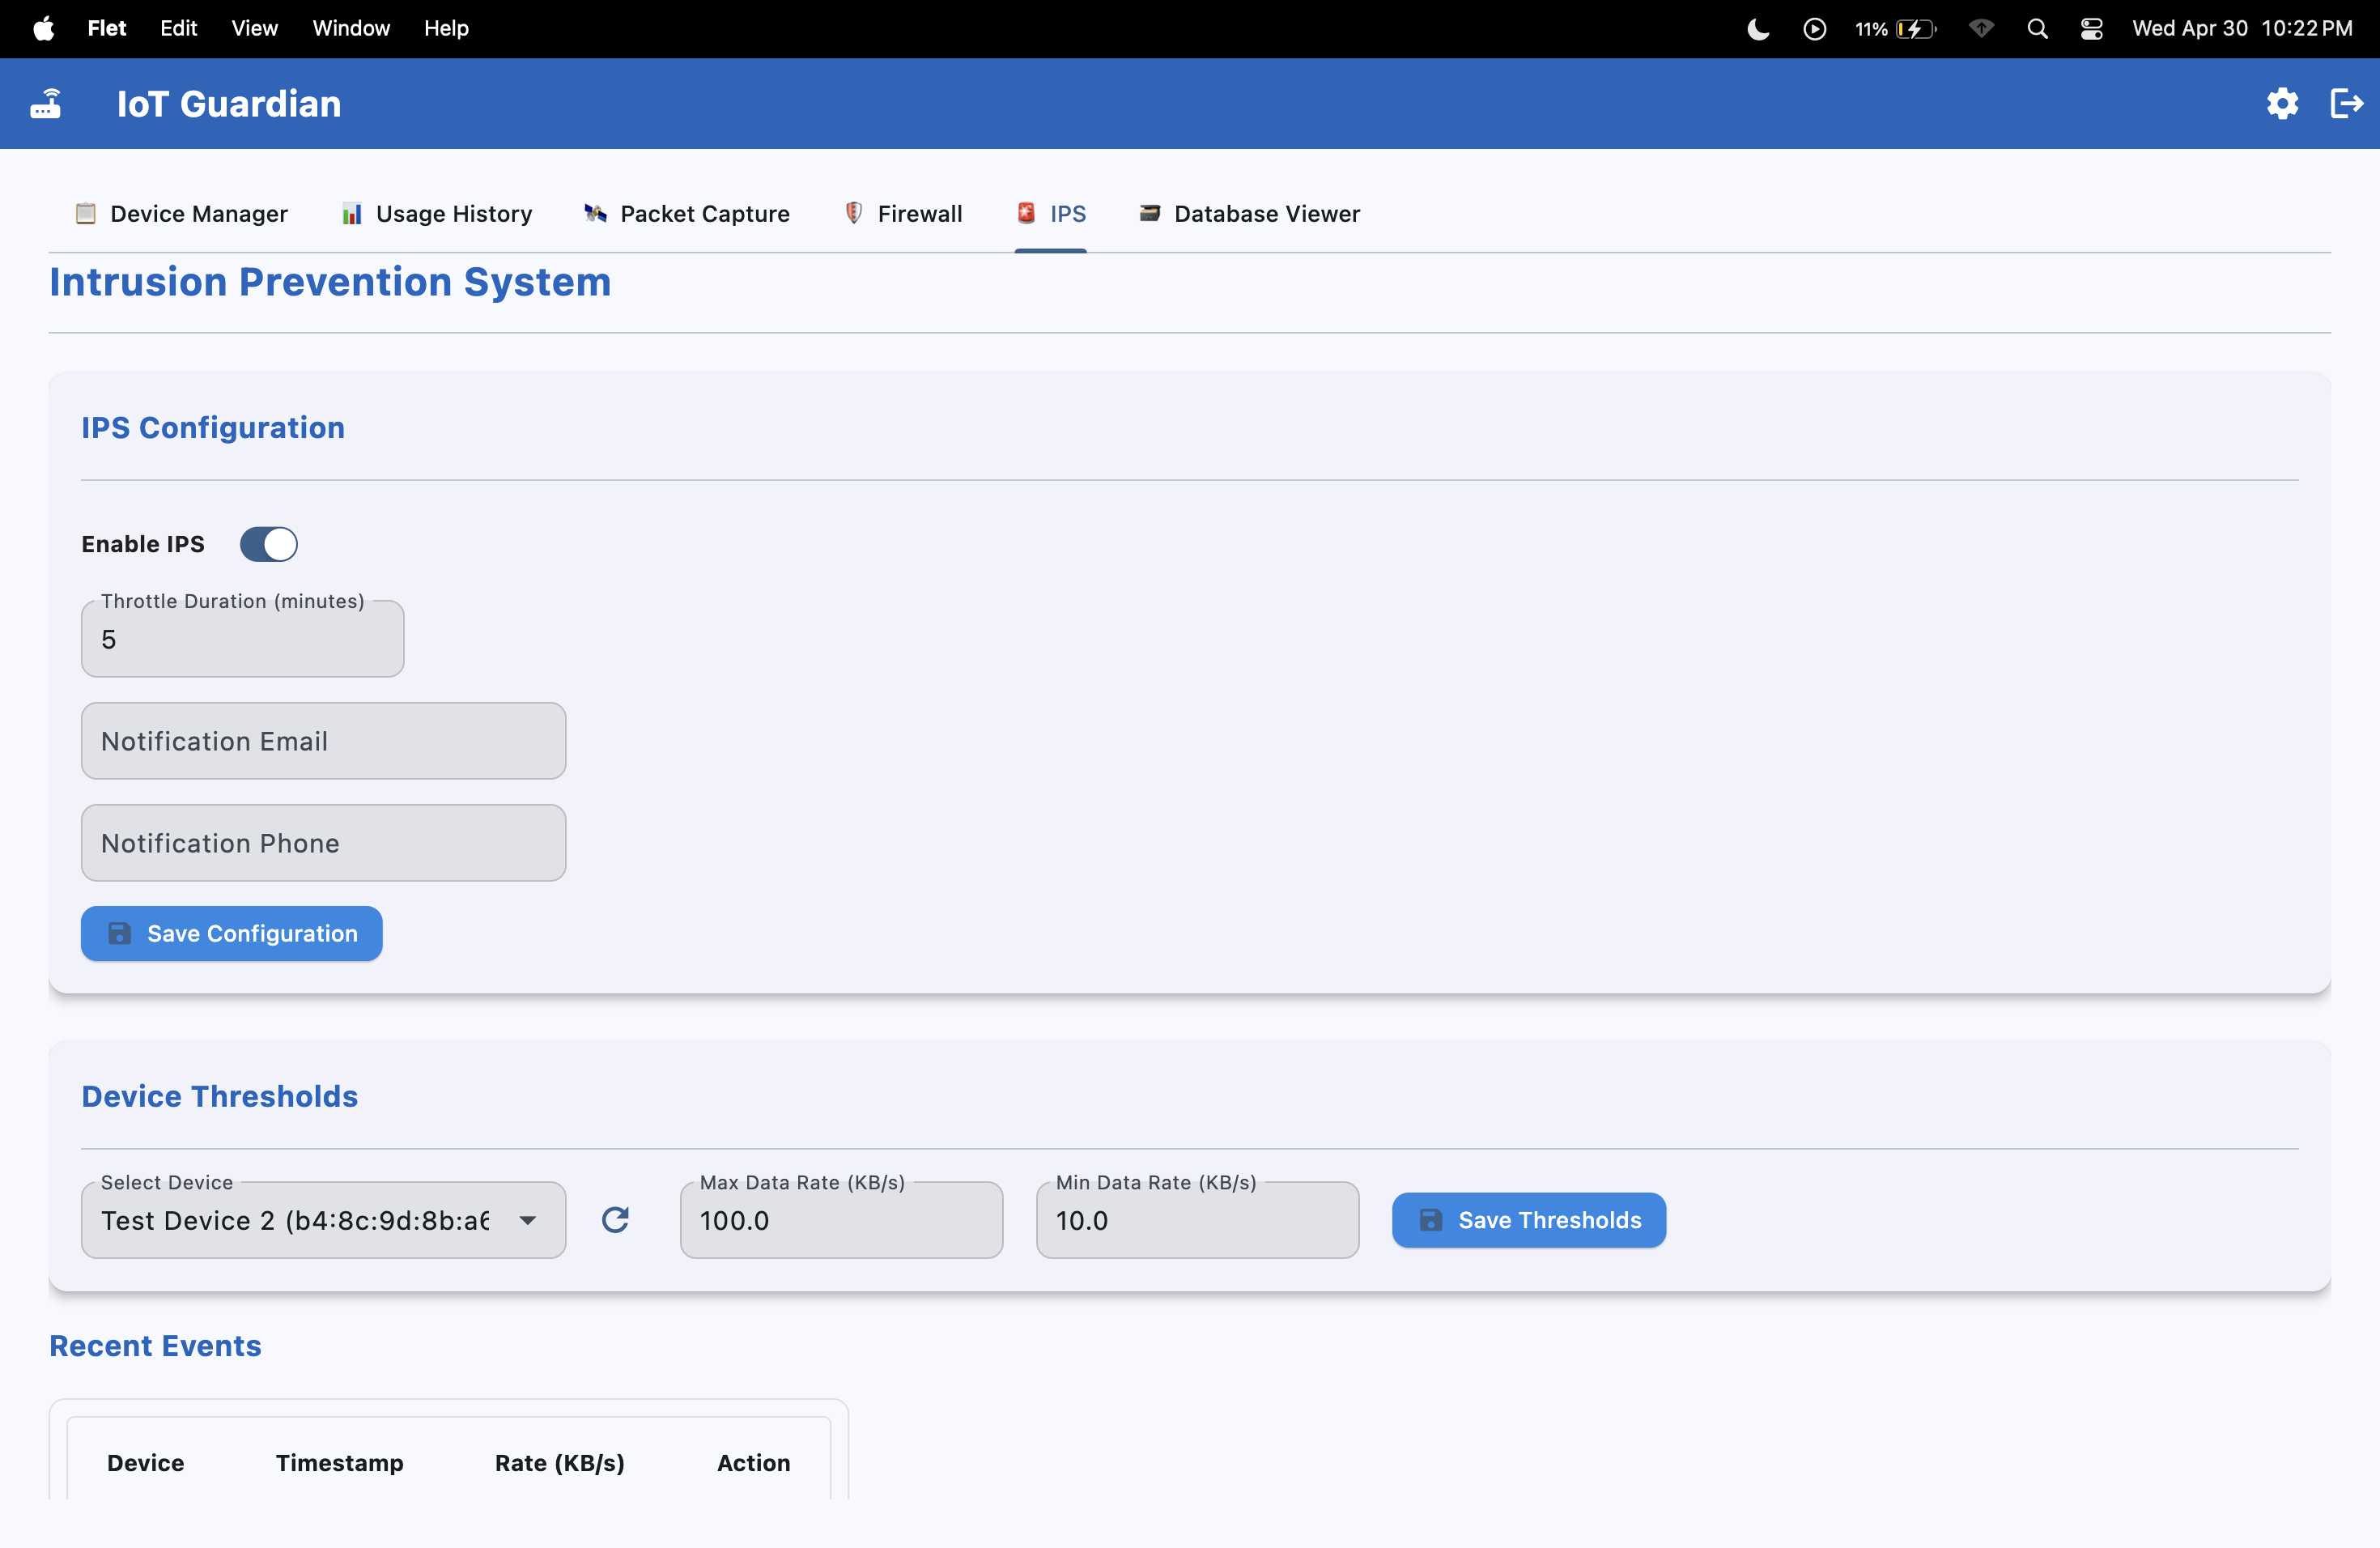 Flet Edit View Window Help 11% Wed Apr 30 10:22 PM
IoT Guardian
Device Manager Usage History Packet Capture Firewall IPS Database Viewer
Intrusion Prevention System
IPS Configuration
Enable IPS
Throttle Duration (minutes)
5
Notification Email
Notification Phone
Save Configuration
Device Thresholds
Select Device Max Data Rate (KB/s) Min Data Rate (KB/s)
Test Device 2 (b4:8c:9d:8b:a6 100.0 10.0 Save Thresholds
Recent Events
Device Timestamp Rate (KB/s) Action